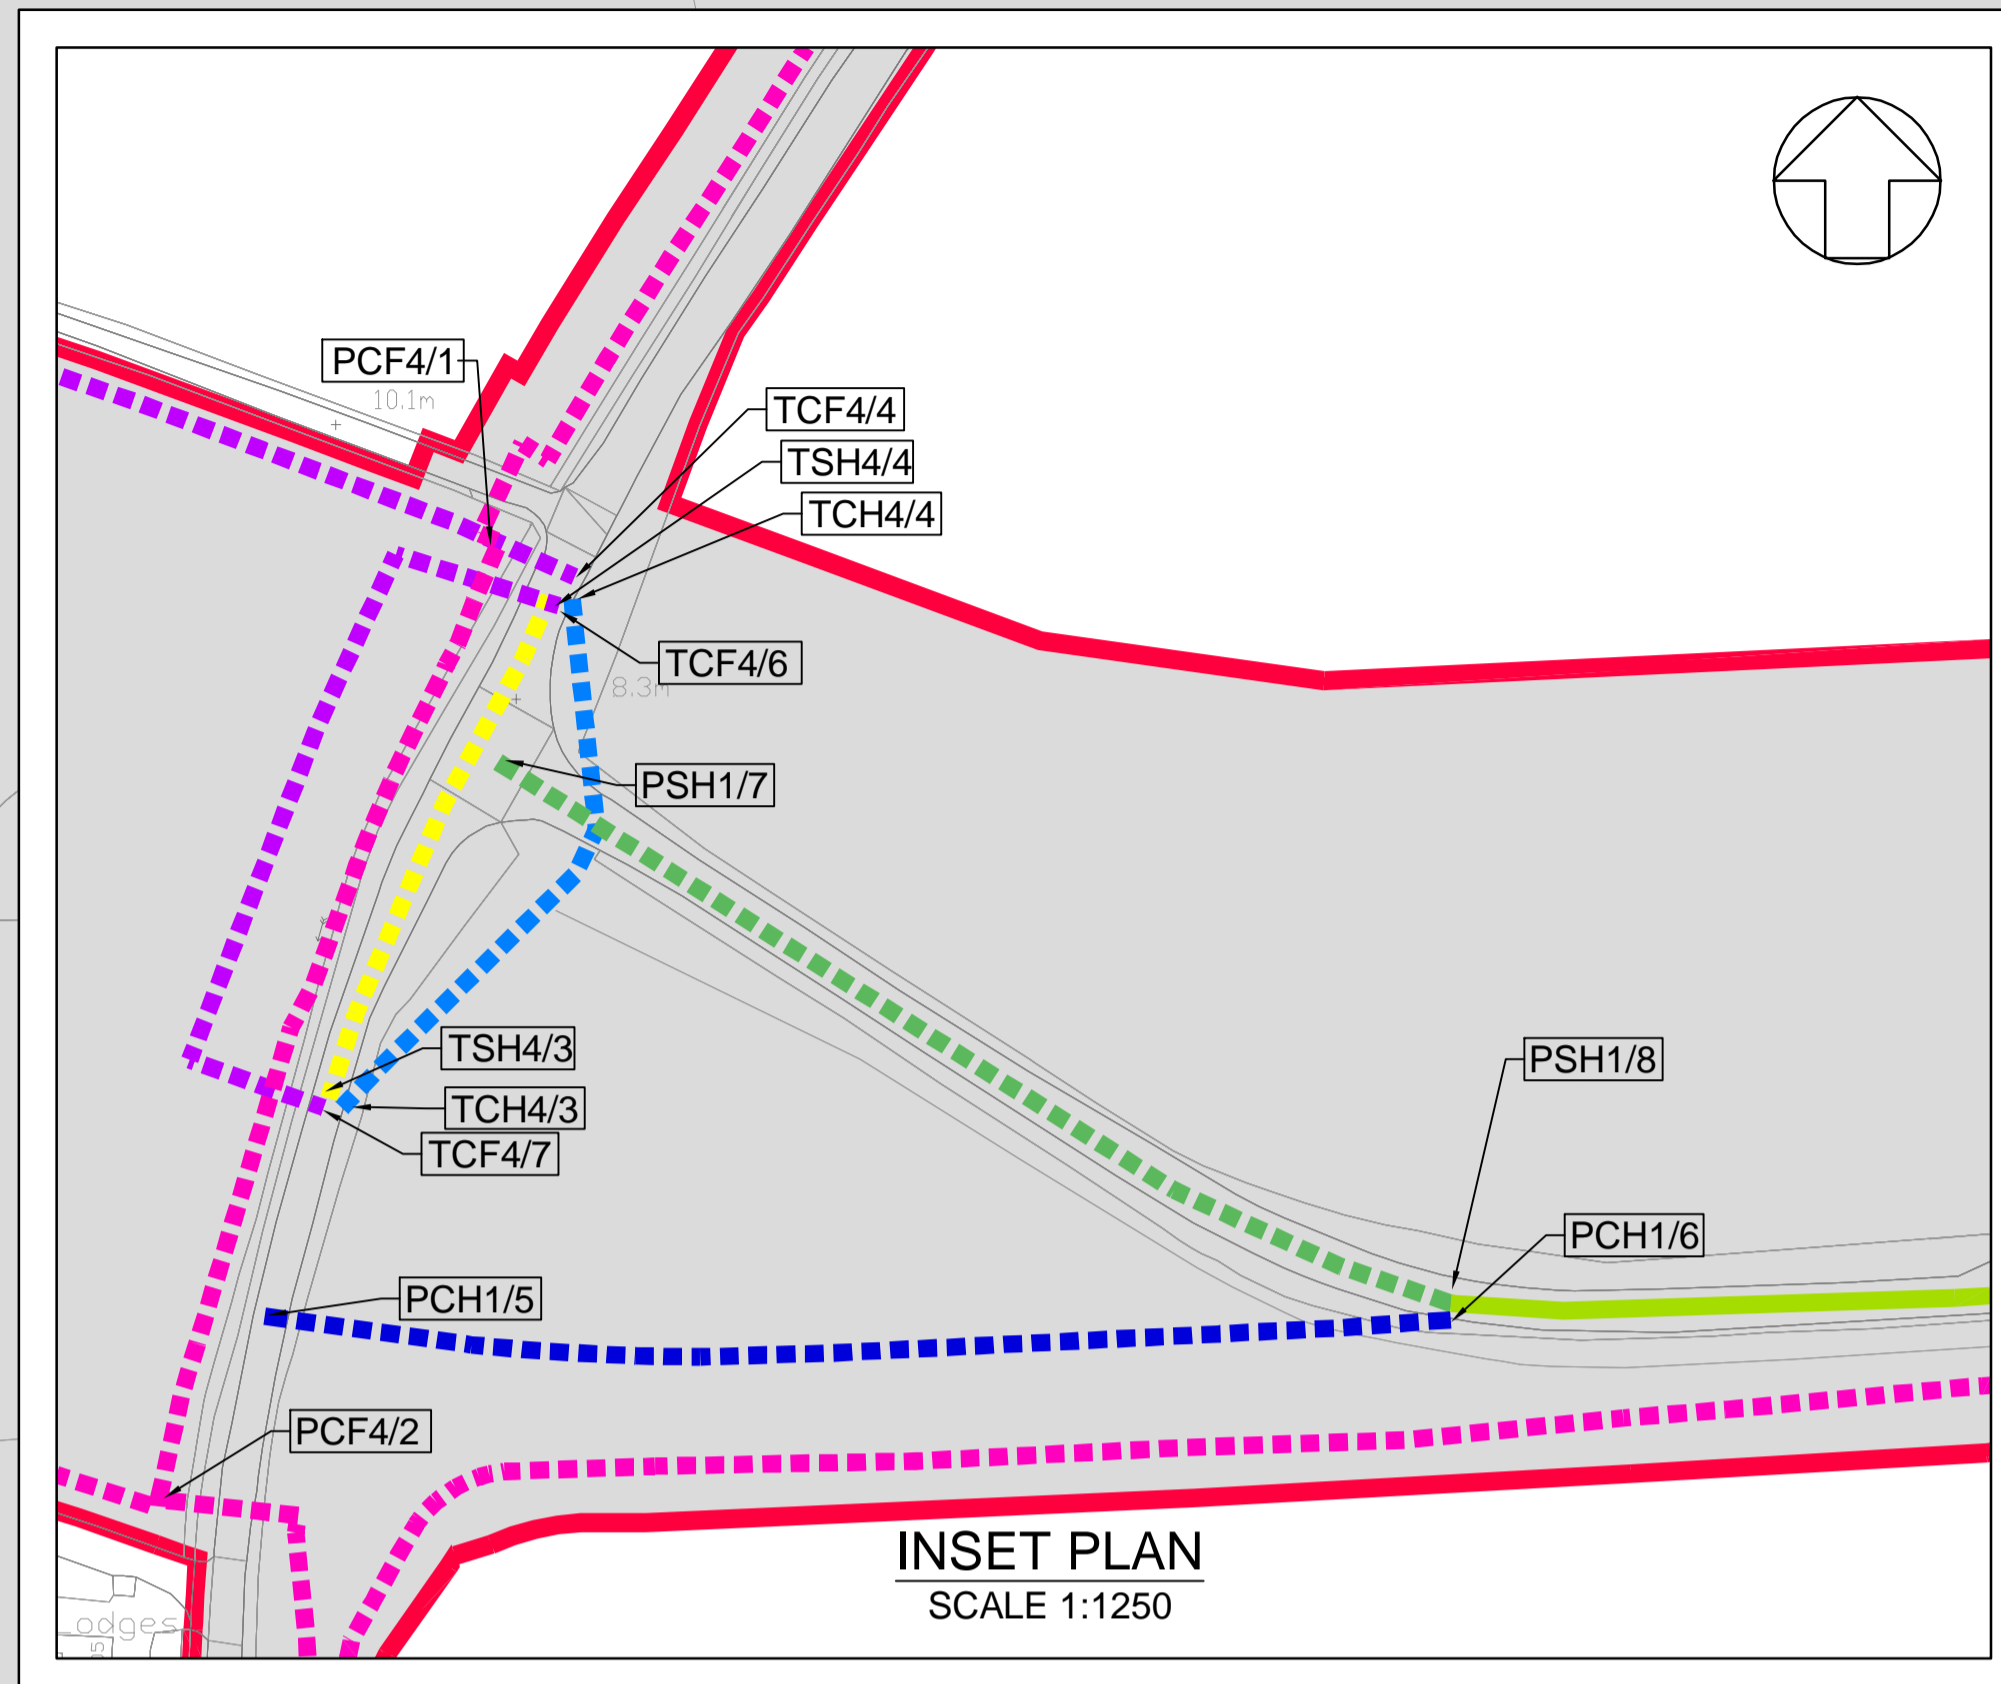 PCF4/1
10.1m
TCF4/4
TSH4/4
TCH4/4
TCF4/6
8.3m
PSH1/7
TSH4/3
TCH4/3
TCF4/7
PSH1/8
PCH1/6
PCH1/5
PCF4/2
INSET PLAN
SCALE 1:1250
odges